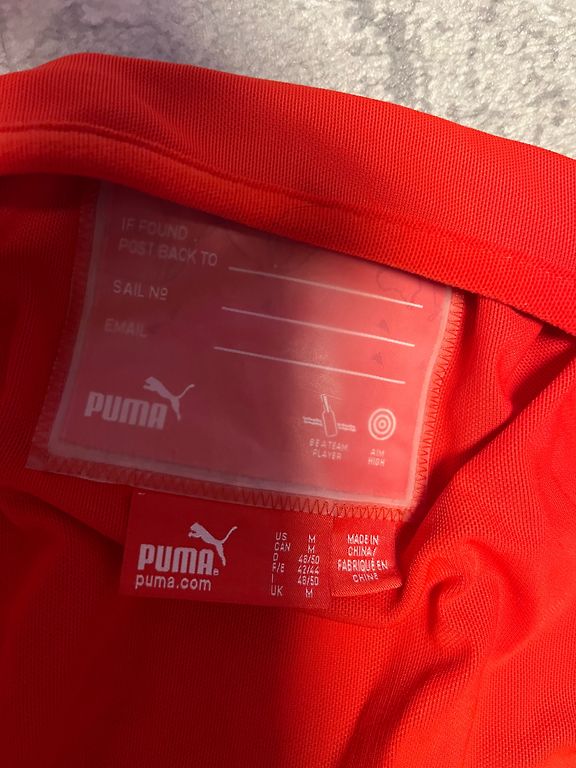 IF FOUND
POST BACK TO
SAIL Nº
EMAIL
PUMA
BE A TEAM
PLAYER
AIM
HIGH
PUMA®
puma.com
US M
CAN M
D 48/50
F/E 42/44
I 48/50
UK M
MADE IN
CHINA/
FABRIQUÉ EN
CHINE